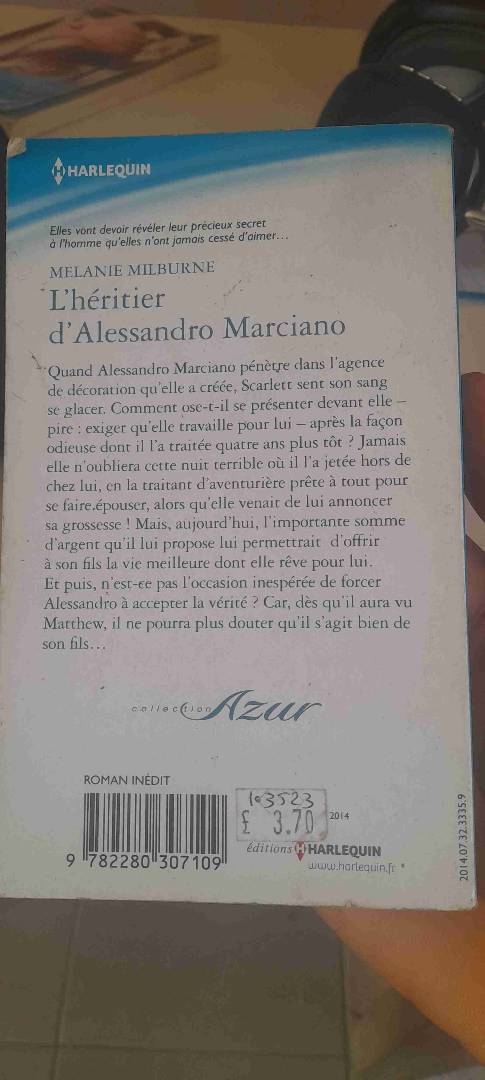 HARLEQUIN
Elles vont devoir révéler leur précieux secret
à l'homme qu'elles n'ont jamais cessé d'aimer...
MELANIE MILBURNE
L'héritier
d'Alessandro Marciano
Quand Alessandro Marciano pénètre dans l'agence
de décoration qu'elle a créée, Scarlett sent son sang
se glacer. Comment ose-t-il se présenter devant elle –
pire : exiger qu'elle travaille pour lui – après la façon
odieuse dont il l'a traitée quatre ans plus tôt ? Jamais
elle n'oubliera cette nuit terrible où il l'a jetée hors de
chez lui, en la traitant d'aventurière prête à tout pour
se faire épouser, alors qu'elle venait de lui annoncer
sa grossesse ! Mais, aujourd'hui, l'importante somme
d'argent qu'il lui propose lui permettrait d'offrir
à son fils la vie meilleure dont elle rêve pour lui.
Et puis, n'est-ce pas l'occasion inespérée de forcer
Alessandro à accepter la vérité ? Car, dès qu'il aura vu
Matthew, il ne pourra plus douter qu'il s'agit bien de
son fils...
collection Azur
ROMAN INÉDIT
9 782280 307109
103523
£ 3.70
2014
éditions HARLEQUIN
www.harlequin.fr
2014.07.32.3335.9